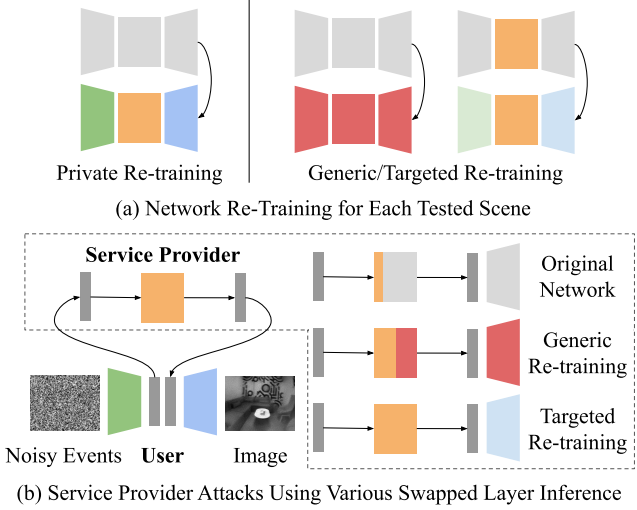 Private Re-training
Generic/Targeted Re-training
(a) Network Re-Training for Each Tested Scene
Service Provider
Original
Network
Generic
Re-training
Targeted
Re-training
Noisy Events
User
Image
(b) Service Provider Attacks Using Various Swapped Layer Inference